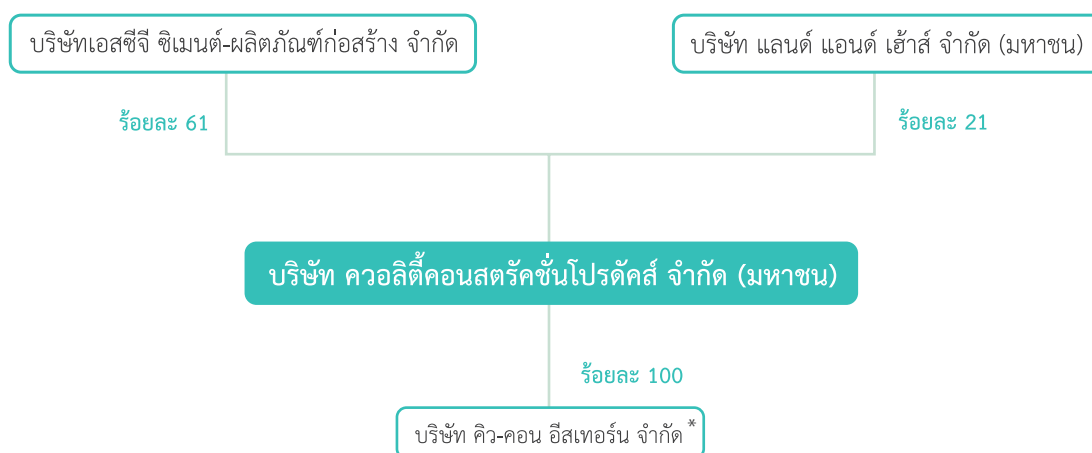 บริษัทเอสซีจี ซิเมนต์-ผลิตภัณฑ์ก่อสร้าง จำกัด
บริษัท แลนด์ แอนด์ เฮ้าส์ จำกัด (มหาชน)
ร้อยละ 61
ร้อยละ 21
บริษัท ควอลิตี้คอนสตรัคชั่นโปรดัคส์ จำกัด (มหาชน)
ร้อยละ 100
บริษัท คิว-คอน อีสเทอร์น จำกัด*